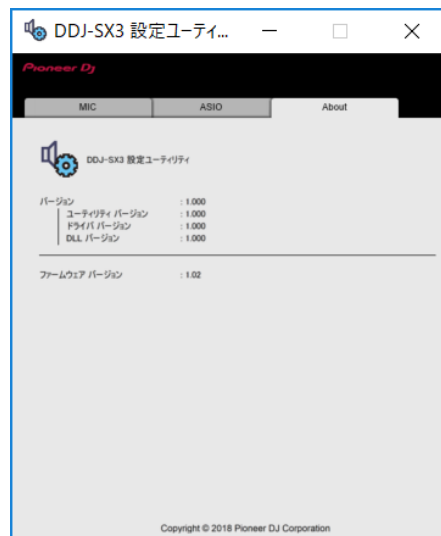 DDJ-SX3 設定ユーティ...
Pioneer Dj
MIC ASIO About
DDJ-SX3 設定ユーティリティ
バージョン : 1.000
ユーティリティ バージョン : 1.000
ドライバ バージョン : 1.000
DLL バージョン : 1.000
ファームウェア バージョン : 1.02
Copyright © 2018 Pioneer DJ Corporation